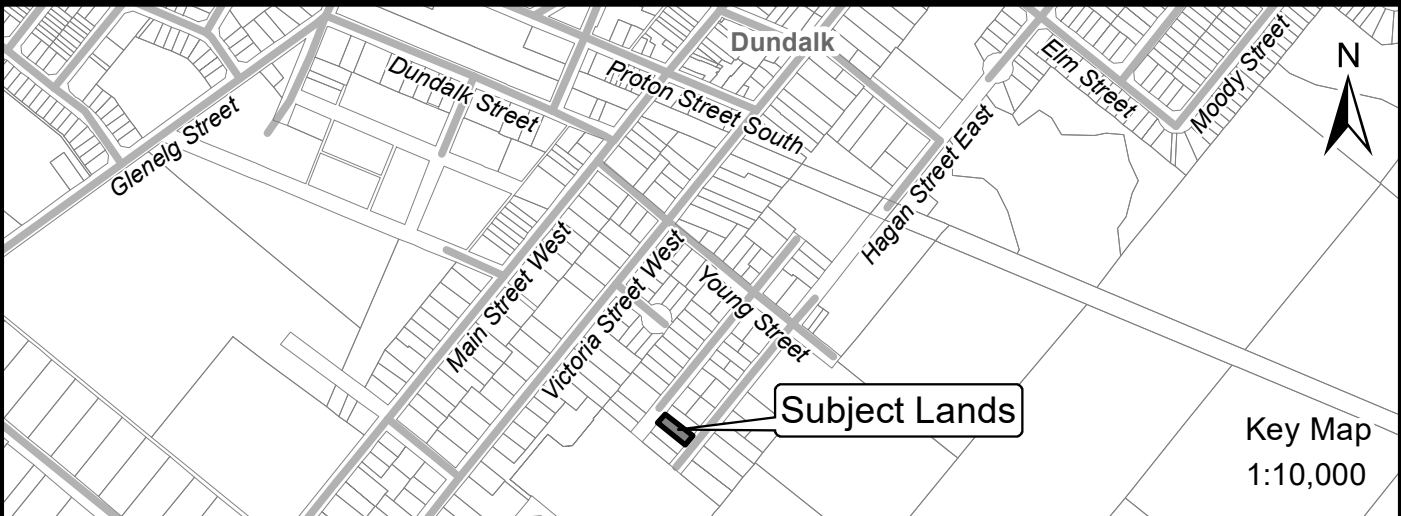 Dundalk
N
Elm Street
Moody Street
Dundalk Street
Proton Street South
Glenelg Street
Hagan Street East
Main Street West
Victoria Street West
Young Street
Subject Lands
Key Map
1:10,000